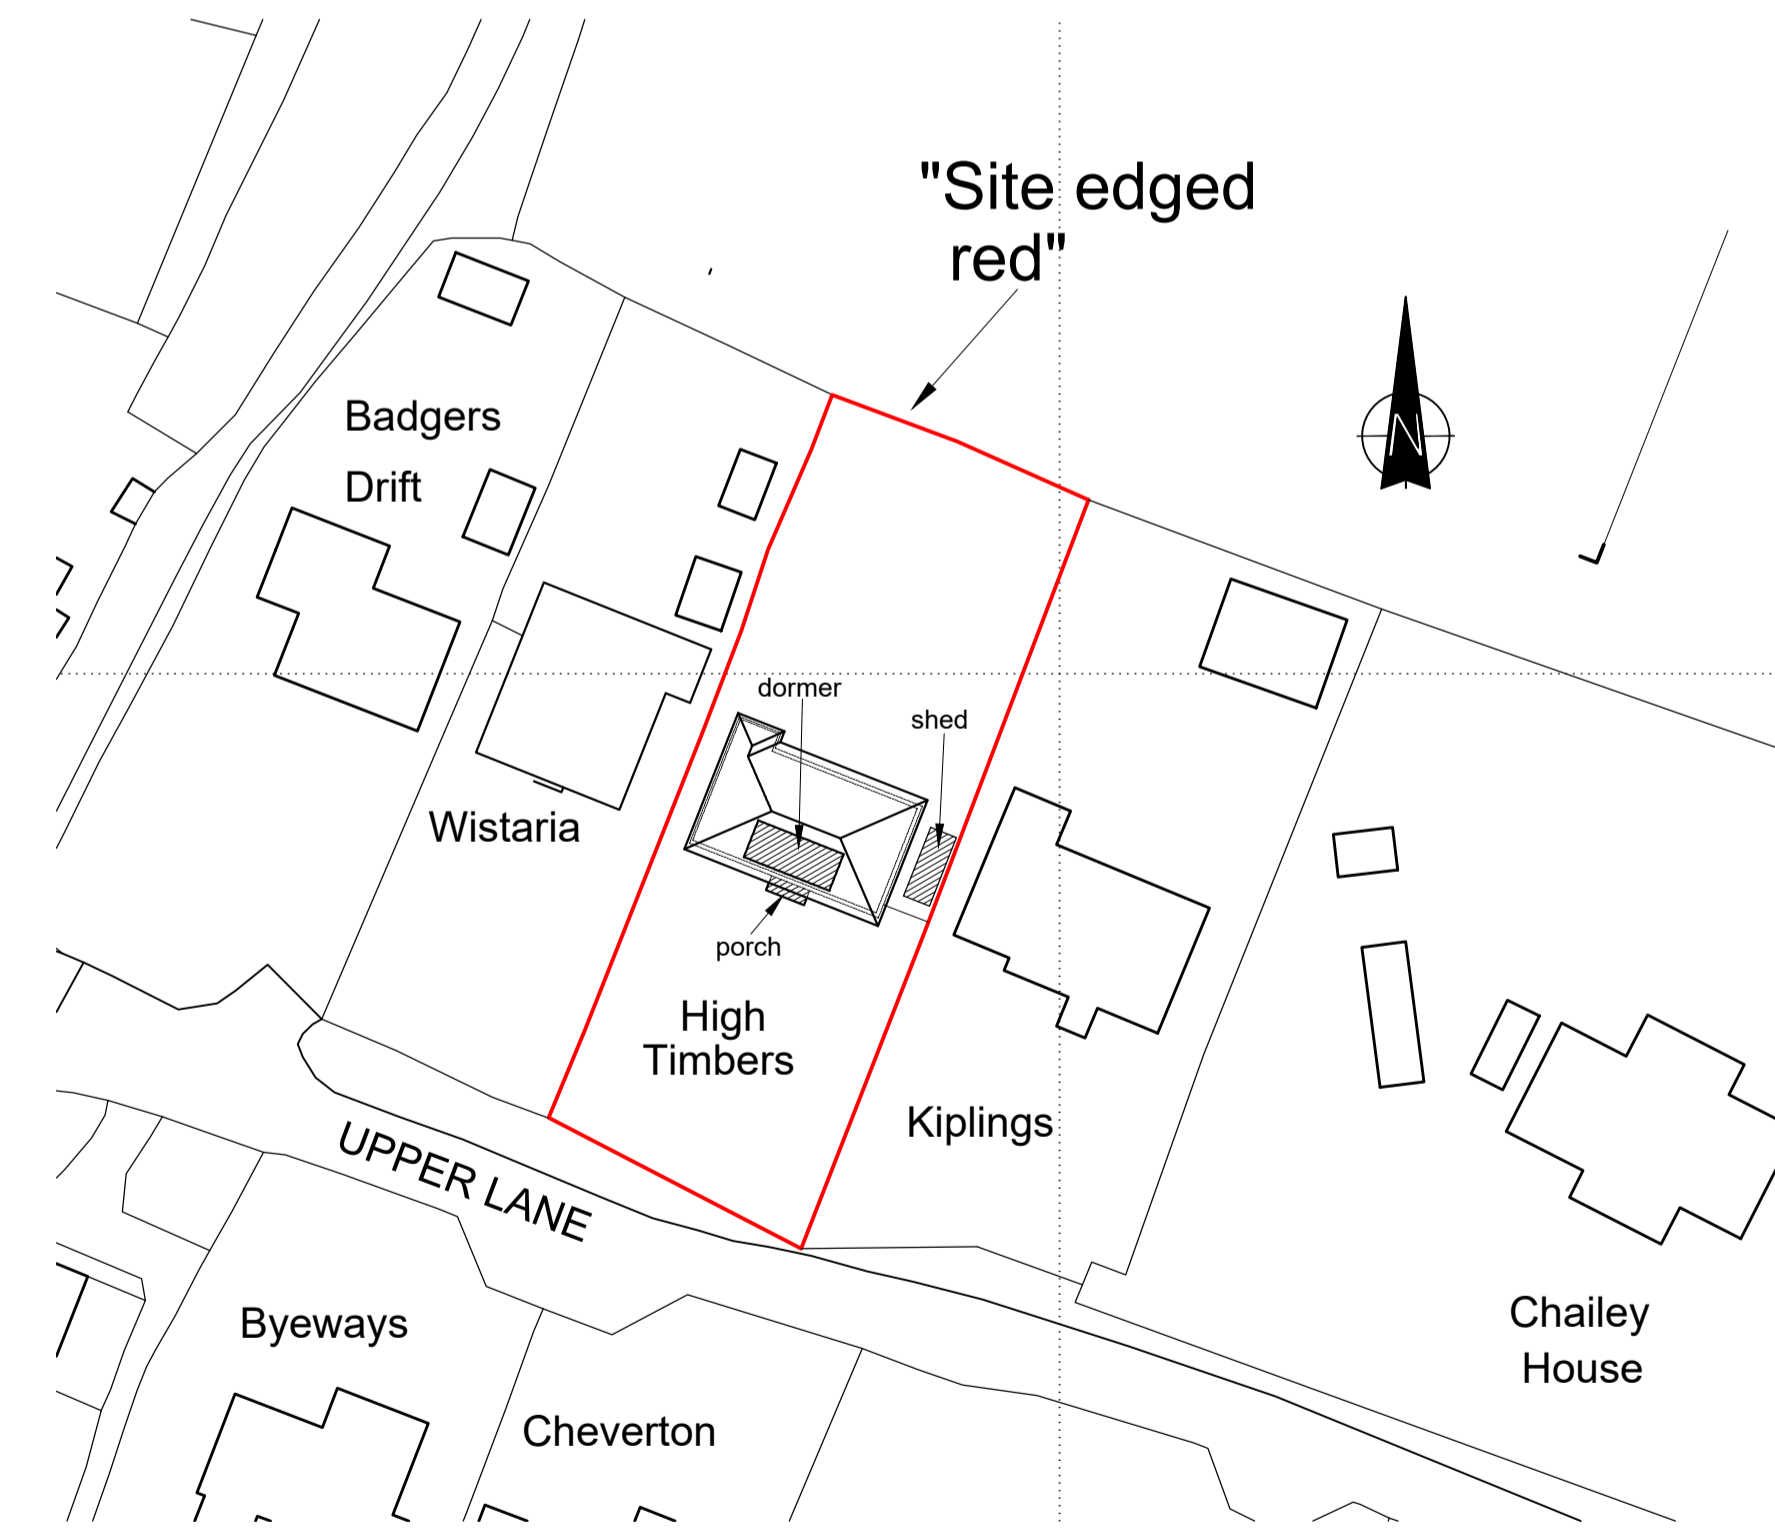 "Site edged
red"
N
Badgers
Drift
dormer
shed
Wistaria
porch
High
Timbers
Kiplings
UPPER LANE
Byeways
Chailey
House
Cheverton